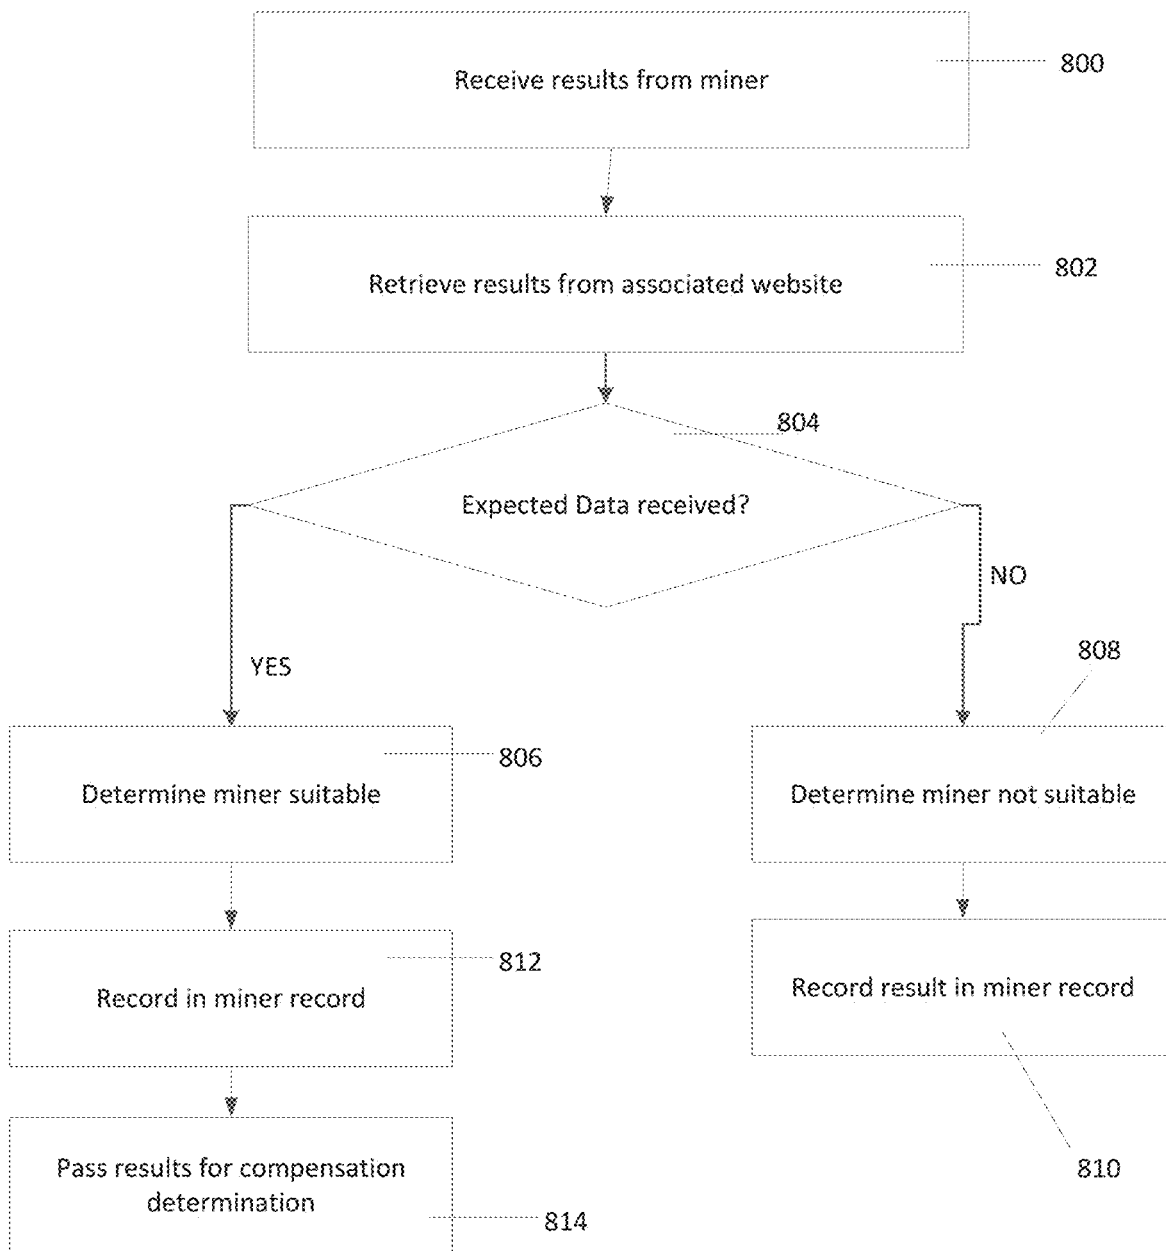 Receive results from miner
800
Retrieve results from associated website
802
804
Expected Data received?
NO
YES
808
806
Determine miner suitable
Determine miner not suitable
812
Record in miner record
Record result in miner record
Pass results for compensation
determination
810
814